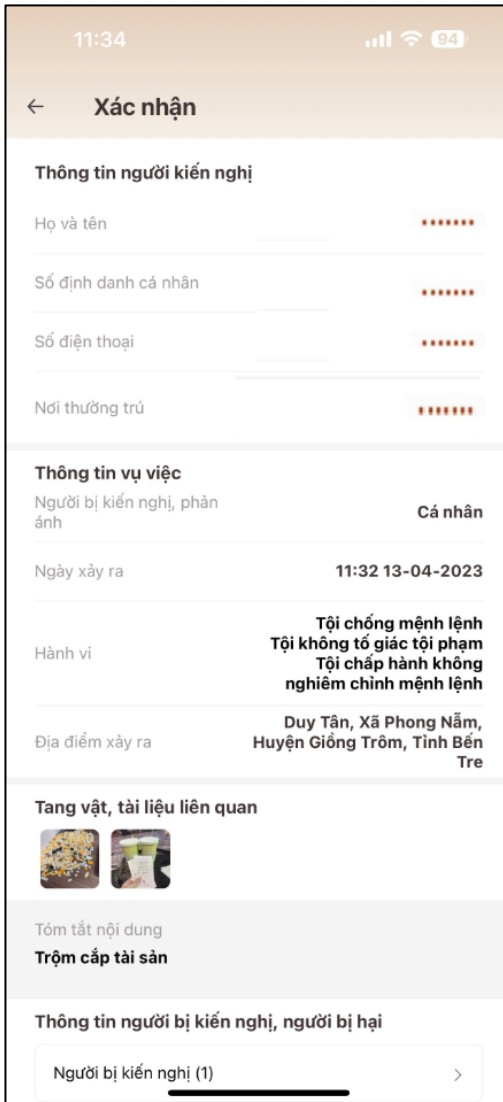 11:34
94
Xác nhận
Thông tin người kiến nghị
Họ và tên
Số định danh cá nhân
Số điện thoại
Nơi thường trú
Thông tin vụ việc
Người bị kiến nghị, phản
ánh
Cá nhân
Ngày xảy ra
11:32 13-04-2023
Hành vi
Tội chống mệnh lệnh
Tội không tố giác tội phạm
Tội chấp hành không
nghiêm chỉnh mệnh lệnh
Địa điểm xảy ra
Duy Tân, Xã Phong Nẫm,
Huyện Giồng Trôm, Tỉnh Bến
Tre
Tang vật, tài liệu liên quan
Tóm tắt nội dung
Trộm cắp tài sản
Thông tin người bị kiến nghị, người bị hại
Người bị kiến nghị (1)